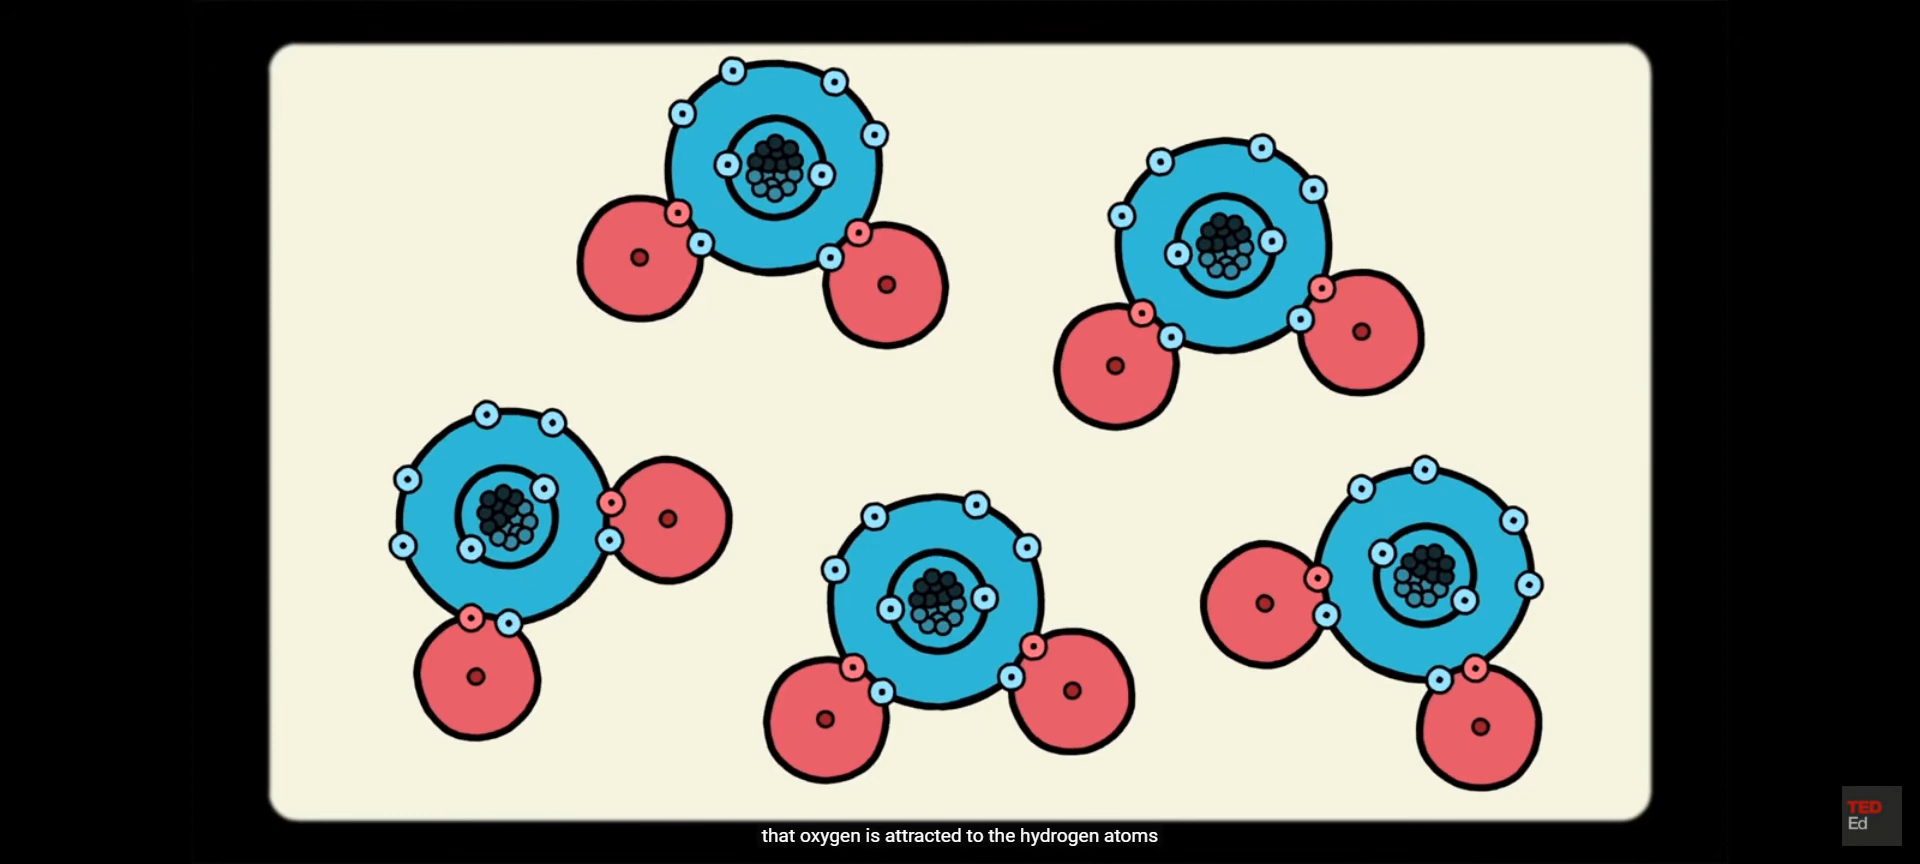 that oxygen is attracted to the hydrogen atoms
TED
Ed